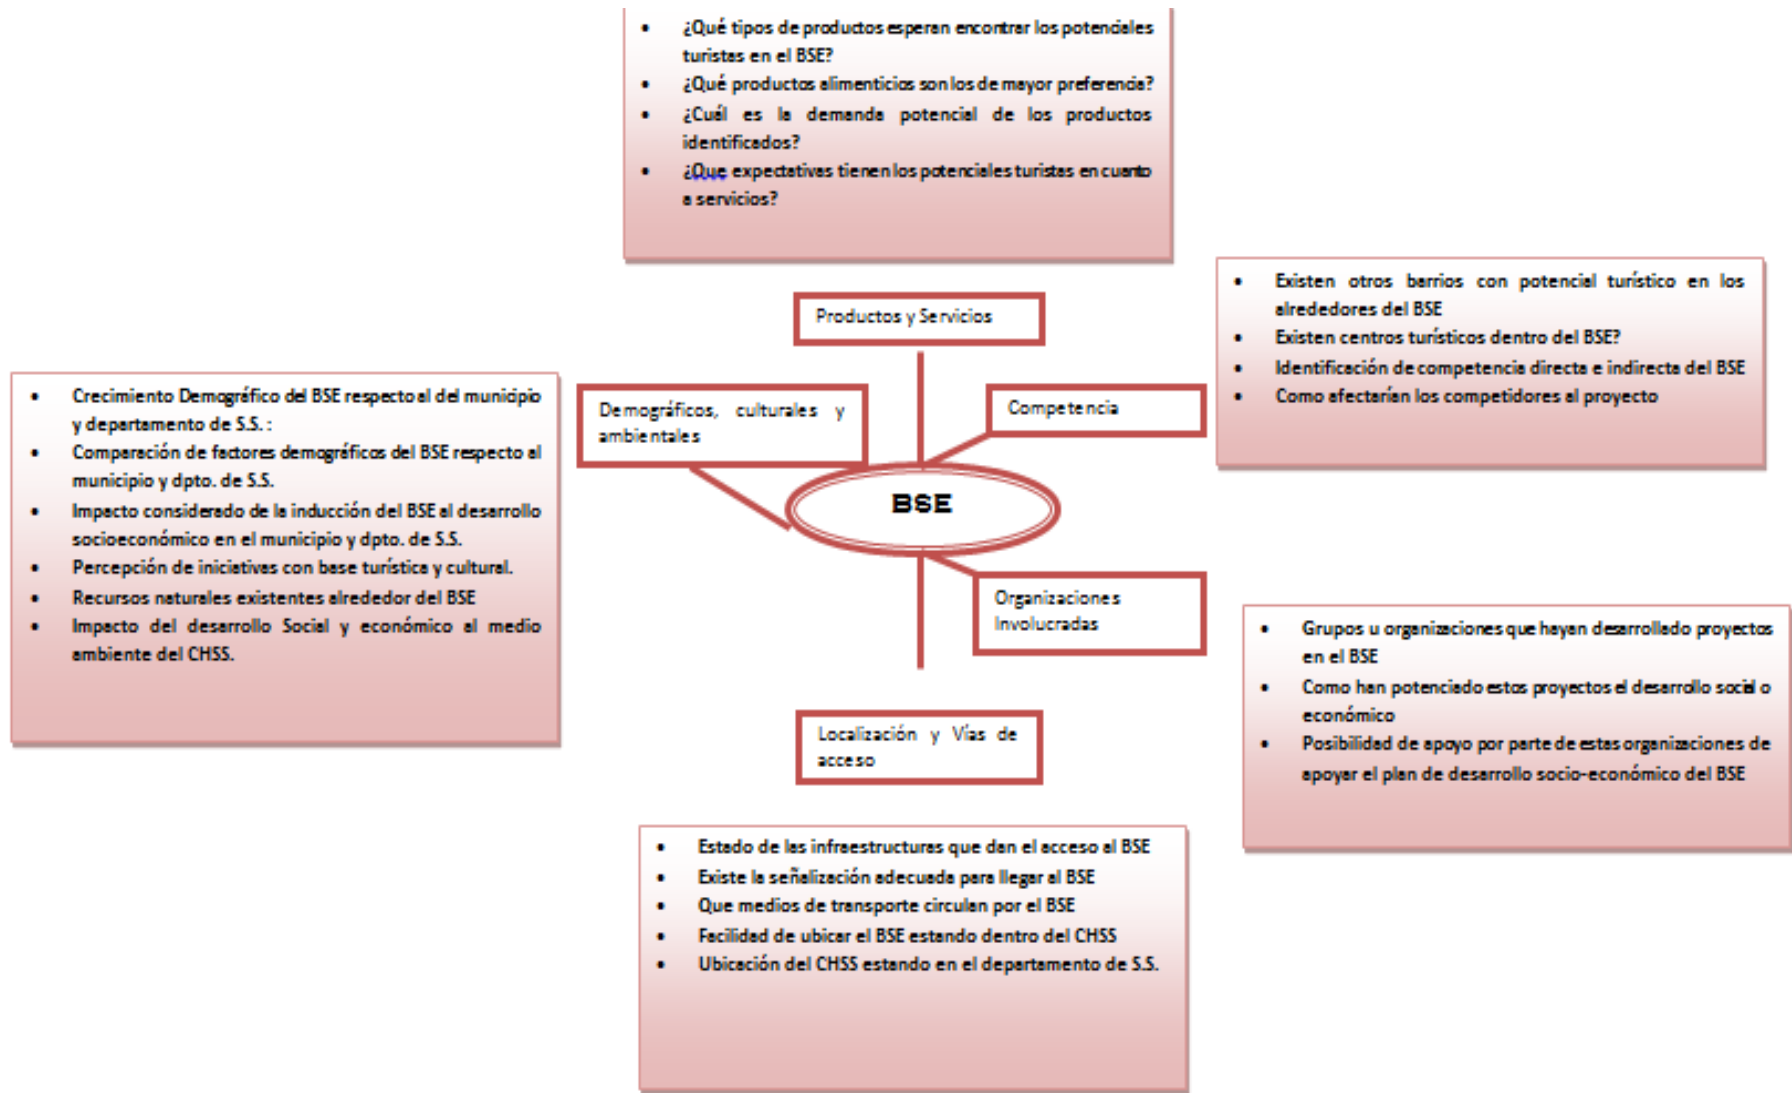 • ¿Qué tipos de productos esperan encontrar los potenciales
turistas en el BSE?
• ¿Qué productos alimenticios son los de mayor preferencia?
• ¿Cuál es la demanda potencial de los productos
identificados?
• ¿Que expectativas tienen los potenciales turistas en cuanto
a servicios?
Productos y Servicios
• Existen otros barrios con potencial turístico en los
alrededores del BSE
• Existen centros turísticos dentro del BSE?
• Identificación de competencia directa e indirecta del BSE
• Como afectarían los competidores al proyecto
Competencia
Demográficos, culturales y
ambientales
• Crecimiento Demográfico del BSE respecto al del municipio
y departamento de S.S. :
• Comparación de factores demográficos del BSE respecto al
municipio y dpto. de S.S.
• Impacto considerado de la inducción del BSE al desarrollo
socioeconómico en el municipio y dpto. de S.S.
• Percepción de iniciativas con base turística y cultural.
• Recursos naturales existentes alrededor del BSE
• Impacto del desarrollo Social y económico al medio
ambiente del CHSS.
BSE
Organizaciones
Involucradas
• Grupos u organizaciones que hayan desarrollado proyectos
en el BSE
• Como han potenciado estos proyectos el desarrollo social o
económico
• Posibilidad de apoyo por parte de estas organizaciones de
apoyar el plan de desarrollo socio-económico del BSE
Localización y Vías de
acceso
• Estado de las infraestructuras que dan el acceso al BSE
• Existe la señalización adecuada para llegar al BSE
• Que medios de transporte circulan por el BSE
• Facilidad de ubicar el BSE estando dentro del CHSS
• Ubicación del CHSS estando en el departamento de S.S.